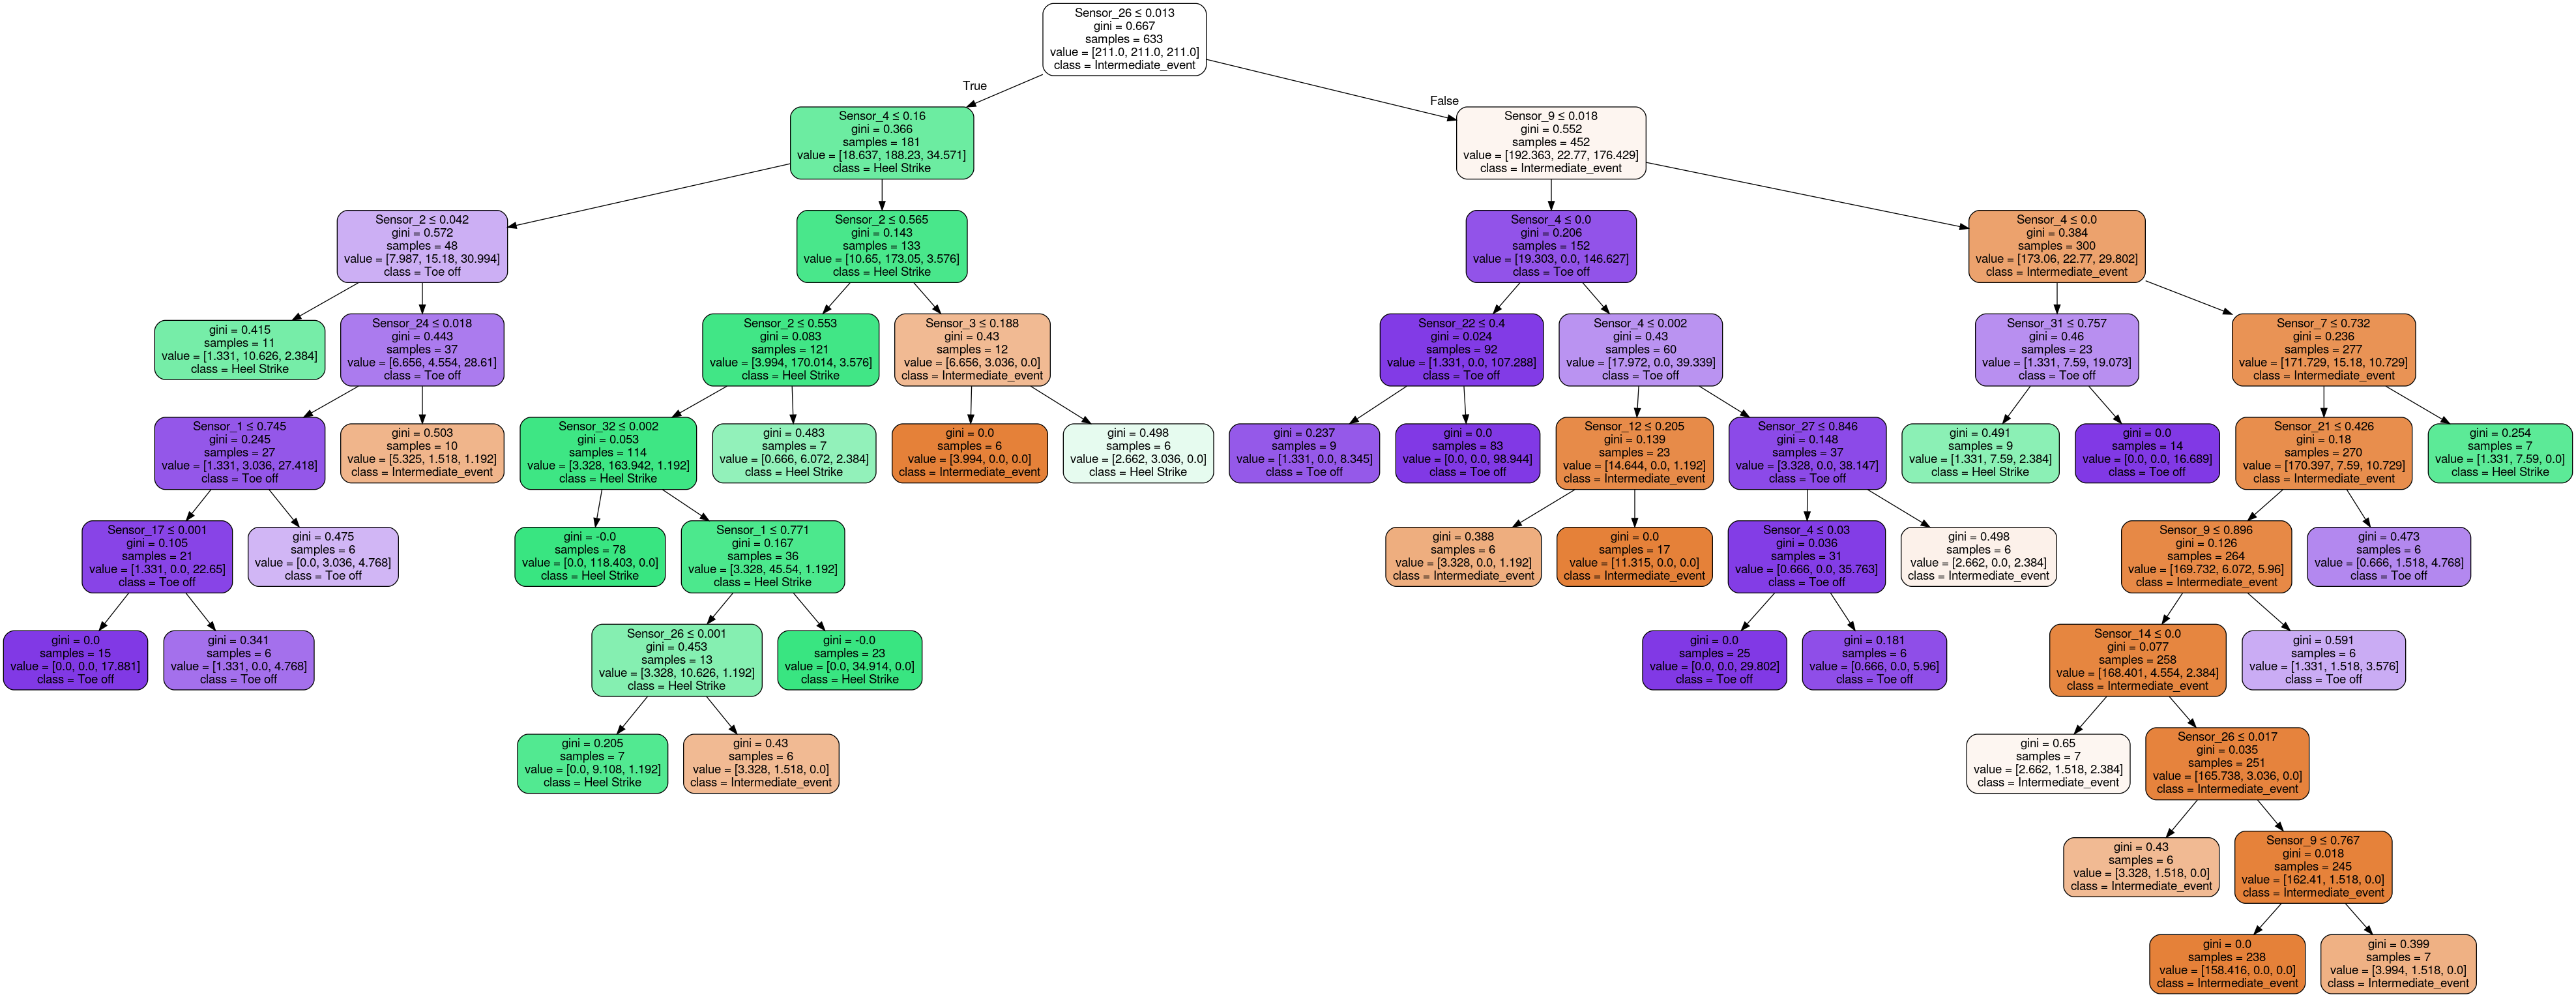 Sensor_26 ≤ 0.013
gini = 0.667
samples = 633
value = [211.0, 211.0, 211.0]
class = Intermediate_event
True
False
Sensor_4 ≤ 0.16
gini = 0.366
samples = 181
value = [18.637, 188.23, 34.571]
class = Heel Strike
Sensor_9 ≤ 0.018
gini = 0.552
samples = 452
value = [192.363, 22.77, 176.429]
class = Intermediate_event
Sensor_2 ≤ 0.042
gini = 0.572
samples = 48
value = [7.987, 15.18, 30.994]
class = Toe off
Sensor_2 ≤ 0.565
gini = 0.143
samples = 133
value = [10.65, 173.05, 3.576]
class = Heel Strike
Sensor_4 ≤ 0.0
gini = 0.206
samples = 152
value = [19.303, 0.0, 146.627]
class = Toe off
Sensor_4 ≤ 0.0
gini = 0.384
samples = 300
value = [173.06, 22.77, 29.802]
class = Intermediate_event
gini = 0.415
samples = 11
value = [1.331, 10.626, 2.384]
class = Heel Strike
Sensor_24 ≤ 0.018
gini = 0.443
samples = 37
value = [6.656, 4.554, 28.61]
class = Toe off
Sensor_2 ≤ 0.553
gini = 0.083
samples = 121
value = [3.994, 170.014, 3.576]
class = Heel Strike
Sensor_3 ≤ 0.188
gini = 0.43
samples = 12
value = [6.656, 3.036, 0.0]
class = Intermediate_event
Sensor_22 ≤ 0.4
gini = 0.024
samples = 92
value = [1.331, 0.0, 107.288]
class = Toe off
Sensor_4 ≤ 0.002
gini = 0.43
samples = 60
value = [17.972, 0.0, 39.339]
class = Toe off
Sensor_31 ≤ 0.757
gini = 0.46
samples = 23
value = [1.331, 7.59, 19.073]
class = Toe off
Sensor_7 ≤ 0.732
gini = 0.236
samples = 277
value = [171.729, 15.18, 10.729]
class = Intermediate_event
Sensor_1 ≤ 0.745
gini = 0.245
samples = 27
value = [1.331, 3.036, 27.418]
class = Toe off
gini = 0.503
samples = 10
value = [5.325, 1.518, 1.192]
class = Intermediate_event
Sensor_32 ≤ 0.002
gini = 0.053
samples = 114
value = [3.328, 163.942, 1.192]
class = Heel Strike
gini = 0.483
samples = 7
value = [0.666, 6.072, 2.384]
class = Heel Strike
gini = 0.0
samples = 6
value = [3.994, 0.0, 0.0]
class = Intermediate_event
gini = 0.498
samples = 6
value = [2.662, 3.036, 0.0]
class = Heel Strike
gini = 0.237
samples = 9
value = [1.331, 0.0, 8.345]
class = Toe off
gini = 0.0
samples = 83
value = [0.0, 0.0, 98.944]
class = Toe off
Sensor_12 ≤ 0.205
gini = 0.139
samples = 23
value = [14.644, 0.0, 1.192]
class = Intermediate_event
Sensor_27 ≤ 0.846
gini = 0.148
samples = 37
value = [3.328, 0.0, 38.147]
class = Toe off
gini = 0.491
samples = 9
value = [1.331, 7.59, 2.384]
class = Heel Strike
gini = 0.0
samples = 14
value = [0.0, 0.0, 16.689]
class = Toe off
Sensor_21 ≤ 0.426
gini = 0.18
samples = 270
value = [170.397, 7.59, 10.729]
class = Intermediate_event
gini = 0.254
samples = 7
value = [1.331, 7.59, 0.0]
class = Heel Strike
Sensor_17 ≤ 0.001
gini = 0.105
samples = 21
value = [1.331, 0.0, 22.65]
class = Toe off
gini = 0.475
samples = 6
value = [0.0, 3.036, 4.768]
class = Toe off
gini = -0.0
samples = 78
value = [0.0, 118.403, 0.0]
class = Heel Strike
Sensor_1 ≤ 0.771
gini = 0.167
samples = 36
value = [3.328, 45.54, 1.192]
class = Heel Strike
gini = 0.388
samples = 6
value = [3.328, 0.0, 1.192]
class = Intermediate_event
gini = 0.0
samples = 17
value = [11.315, 0.0, 0.0]
class = Intermediate_event
Sensor_4 ≤ 0.03
gini = 0.036
samples = 31
value = [0.666, 0.0, 35.763]
class = Toe off
gini = 0.498
samples = 6
value = [2.662, 0.0, 2.384]
class = Intermediate_event
Sensor_9 ≤ 0.896
gini = 0.126
samples = 264
value = [169.732, 6.072, 5.96]
class = Intermediate_event
gini = 0.473
samples = 6
value = [0.666, 1.518, 4.768]
class = Toe off
gini = 0.0
samples = 15
value = [0.0, 0.0, 17.881]
class = Toe off
gini = 0.341
samples = 6
value = [1.331, 0.0, 4.768]
class = Toe off
Sensor_26 ≤ 0.001
gini = 0.453
samples = 13
value = [3.328, 10.626, 1.192]
class = Heel Strike
gini = -0.0
samples = 23
value = [0.0, 34.914, 0.0]
class = Heel Strike
gini = 0.0
samples = 25
value = [0.0, 0.0, 29.802]
class = Toe off
gini = 0.181
samples = 6
value = [0.666, 0.0, 5.96]
class = Toe off
Sensor_14 ≤ 0.0
gini = 0.077
samples = 258
value = [168.401, 4.554, 2.384]
class = Intermediate_event
gini = 0.591
samples = 6
value = [1.331, 1.518, 3.576]
class = Toe off
gini = 0.205
samples = 7
value = [0.0, 9.108, 1.192]
class = Heel Strike
gini = 0.43
samples = 6
value = [3.328, 1.518, 0.0]
class = Intermediate_event
gini = 0.65
samples = 7
value = [2.662, 1.518, 2.384]
class = Intermediate_event
Sensor_26 ≤ 0.017
gini = 0.035
samples = 251
value = [165.738, 3.036, 0.0]
class = Intermediate_event
gini = 0.43
samples = 6
value = [3.328, 1.518, 0.0]
class = Intermediate_event
Sensor_9 ≤ 0.767
gini = 0.018
samples = 245
value = [162.41, 1.518, 0.0]
class = Intermediate_event
gini = 0.0
samples = 238
value = [158.416, 0.0, 0.0]
class = Intermediate_event
gini = 0.399
samples = 7
value = [3.994, 1.518, 0.0]
class = Intermediate_event